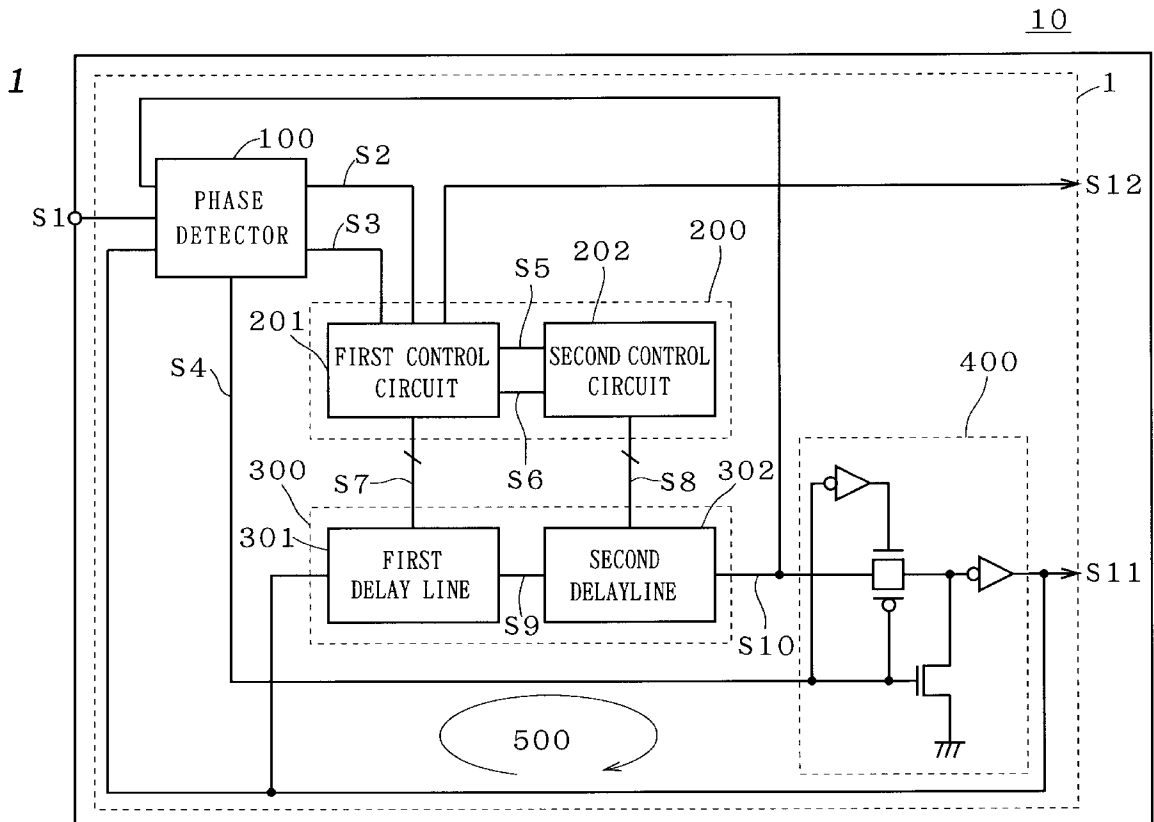 10
1
1
100
S2
PHASE
DETECTOR
S1
S3
S12
200
202
S5
201
FIRST CONTROL
CIRCUIT
SECOND CONTROL
CIRCUIT
S4
400
S6
300
S7
S8
302
301
FIRST
DELAY LINE
SECOND
DELAYLINE
S9
S10
S11
500